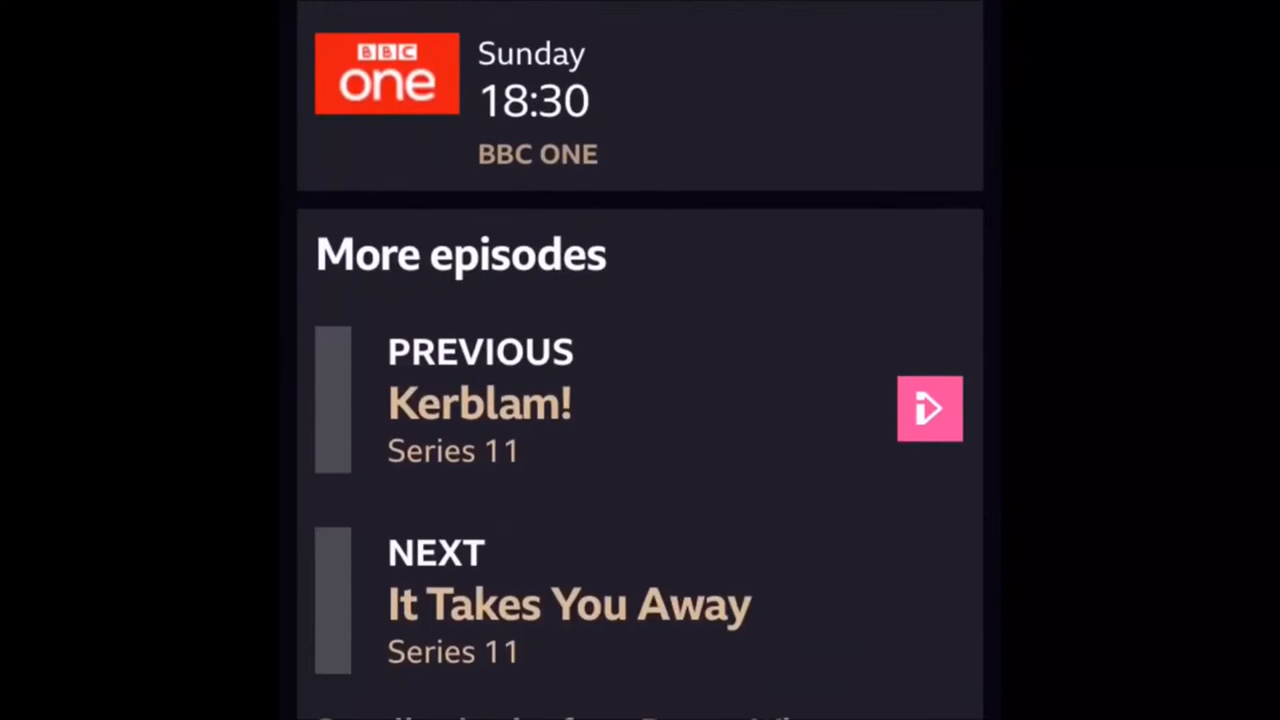 BBC
one
Sunday
18:30
BBC ONE
More episodes
PREVIOUS
Kerblam!
Series 11
NEXT
It Takes You Away
Series 11